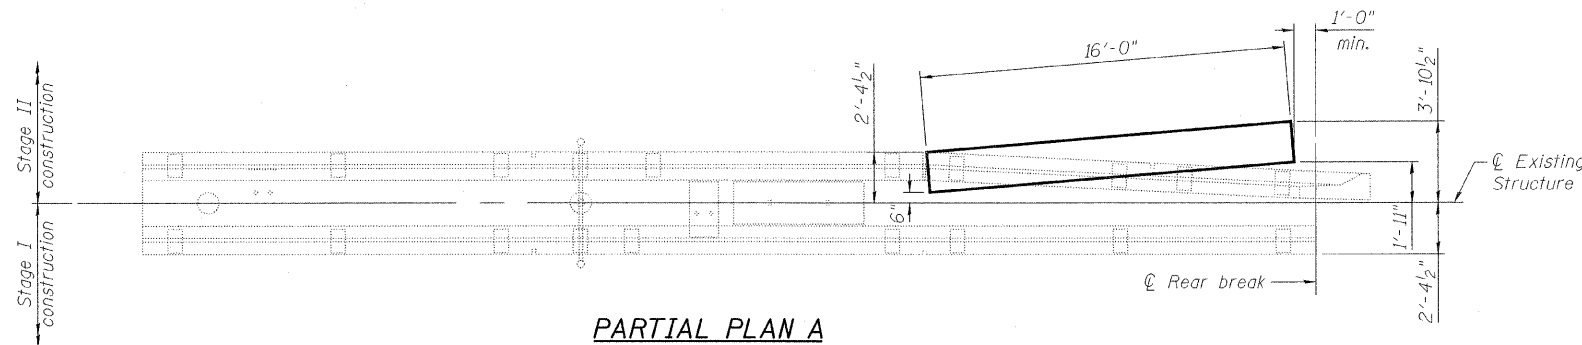 1'-0"
min.
16'-0"
2'-4½"
3'-10½"
Stage II
construction
℄ Existing
Structure
6"
1'-11"
Stage I
construction
℄ Rear break
2'-4½"
PARTIAL PLAN A